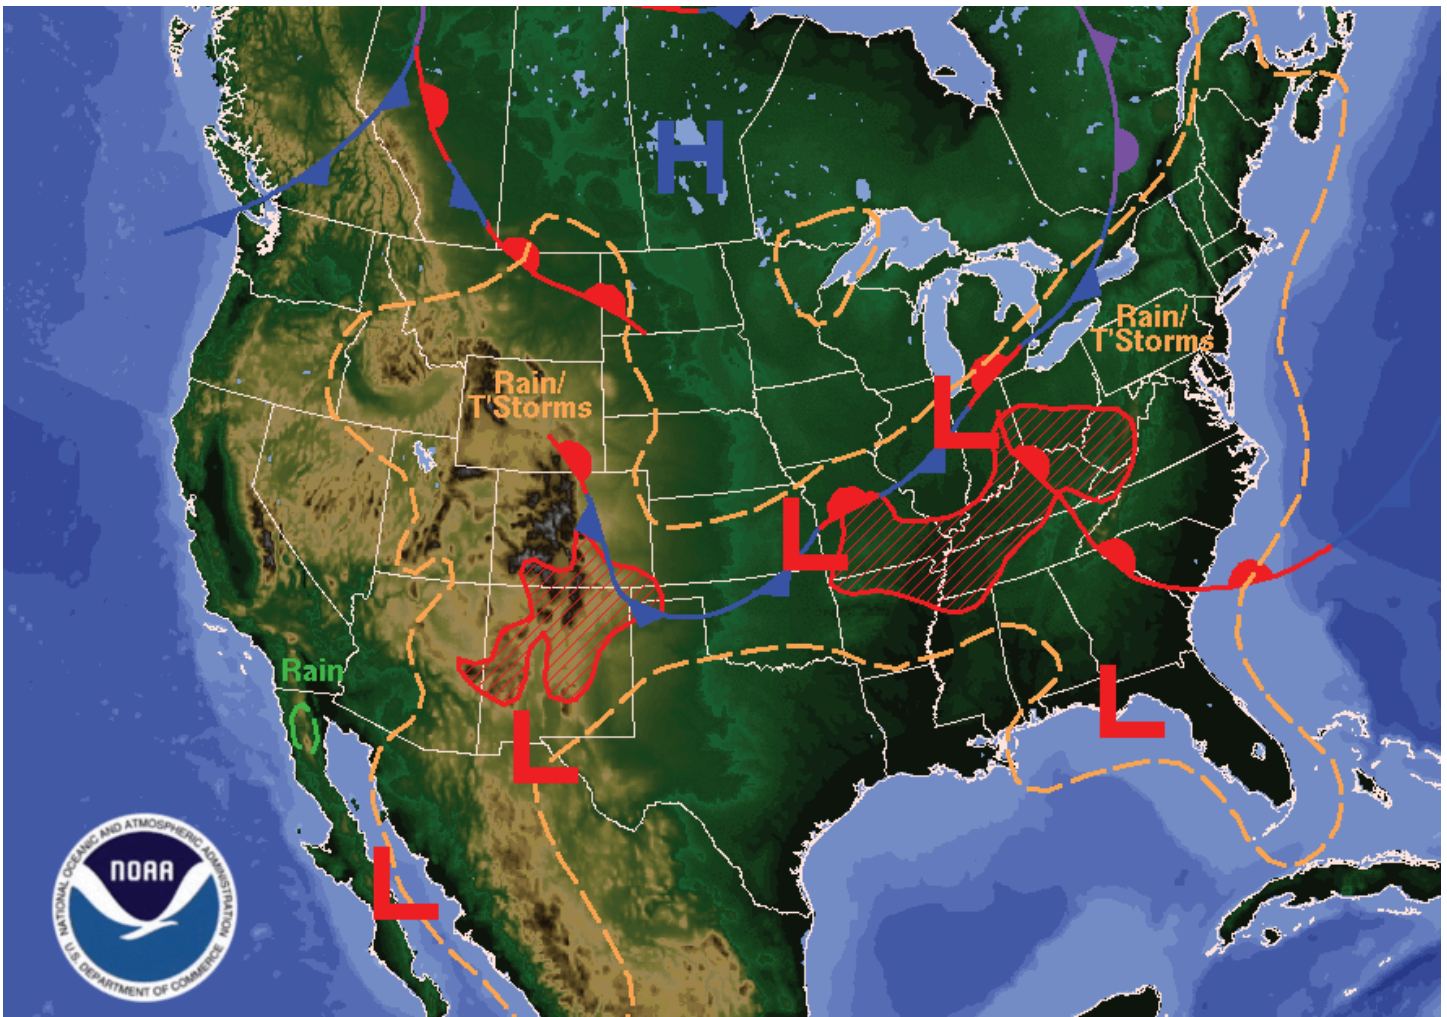 H
Rain/
T'Storms
Rain/
T'Storms
L
L
Rain
L
L
L
NOAA
NATIONAL OCEANIC AND ATMOSPHERIC ADMINISTRATION
U.S. DEPARTMENT OF COMMERCE